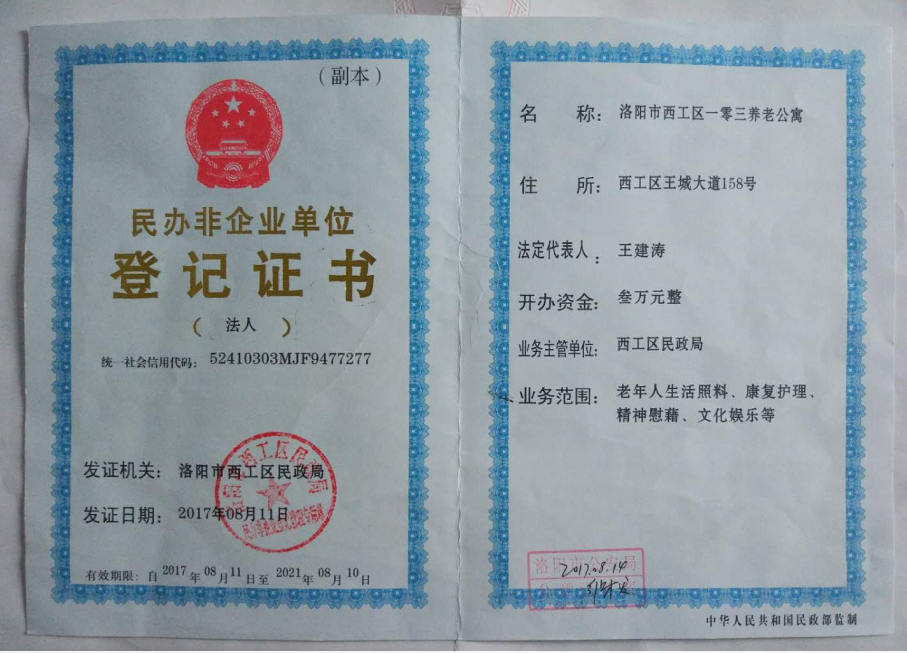 （副本）
民办非企业单位
登记证书
（法人）
统一社会信用代码：52410303MJF9477277
发证机关：洛阳市西工区民政局
发证日期：2017年08月11日
有效期限：自2017年08月11日至2021年08月10日
名称：洛阳市西工区一零三养老公寓
住所：西工区王城大道158号
法定代表人：王建涛
开办资金：叁万元整
业务主管单位：西工区民政局
业务范围：老年人生活照料、康复护理、
精神慰藉、文化娱乐等
洛阳市公安局
2017.08.14
中华人民共和国民政部监制